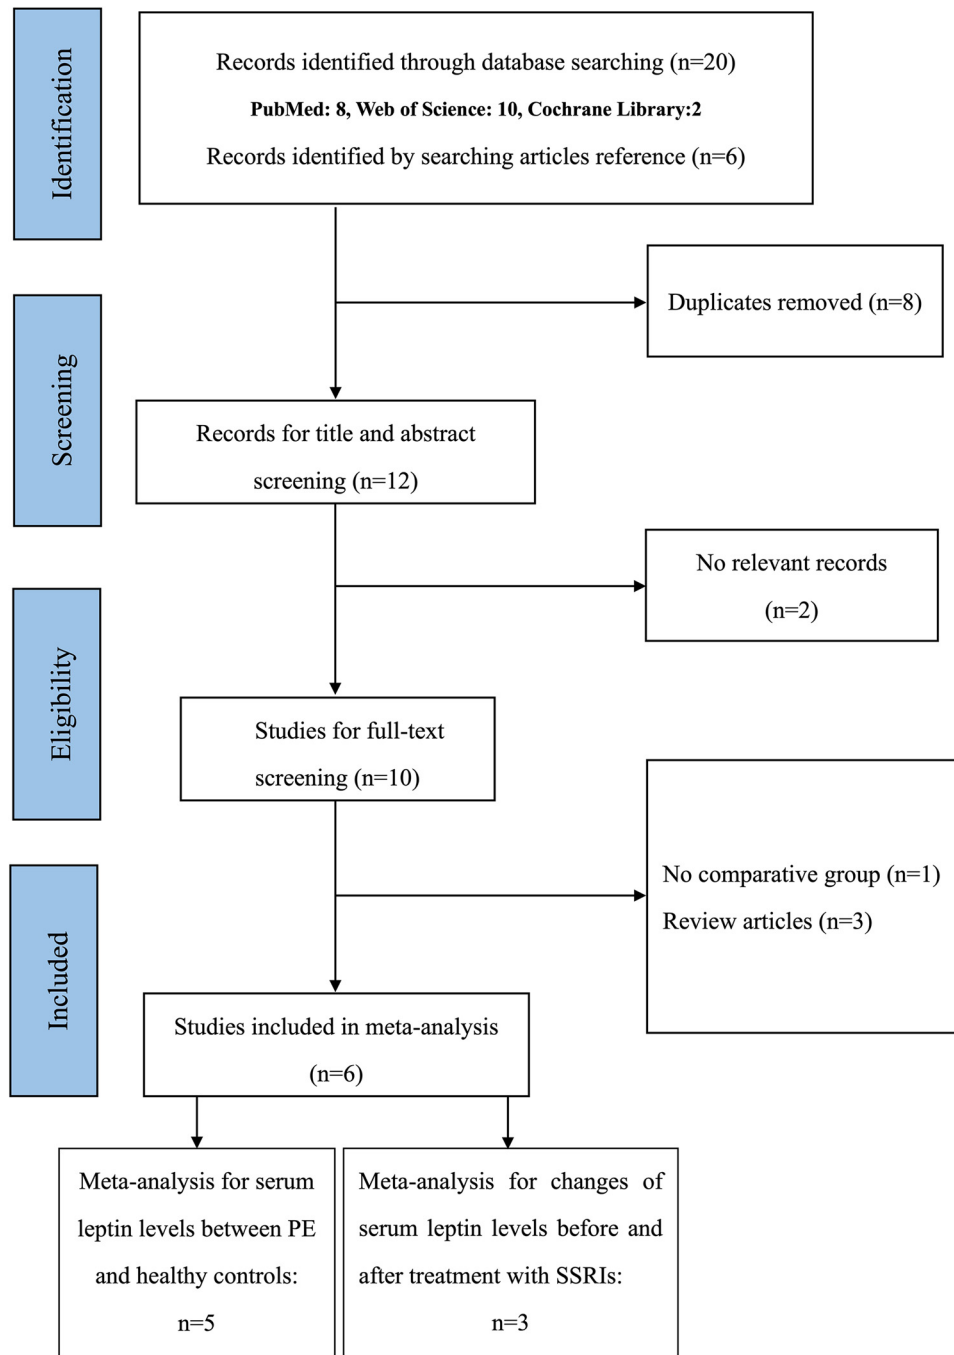 Identification
Records identified through database searching (n=20)
PubMed: 8, Web of Science: 10, Cochrane Library:2
Records identified by searching articles reference (n=6)
Duplicates removed (n=8)
Screening
Records for title and abstract
screening (n=12)
No relevant records
(n=2)
Eligibility
Studies for full-text
screening (n=10)
No comparative group (n=1)
Review articles (n=3)
Included
Studies included in meta-analysis
(n=6)
Meta-analysis for serum
leptin levels between PE
and healthy controls:
n=5
Meta-analysis for changes of
serum leptin levels before and
after treatment with SSRIs:
n=3